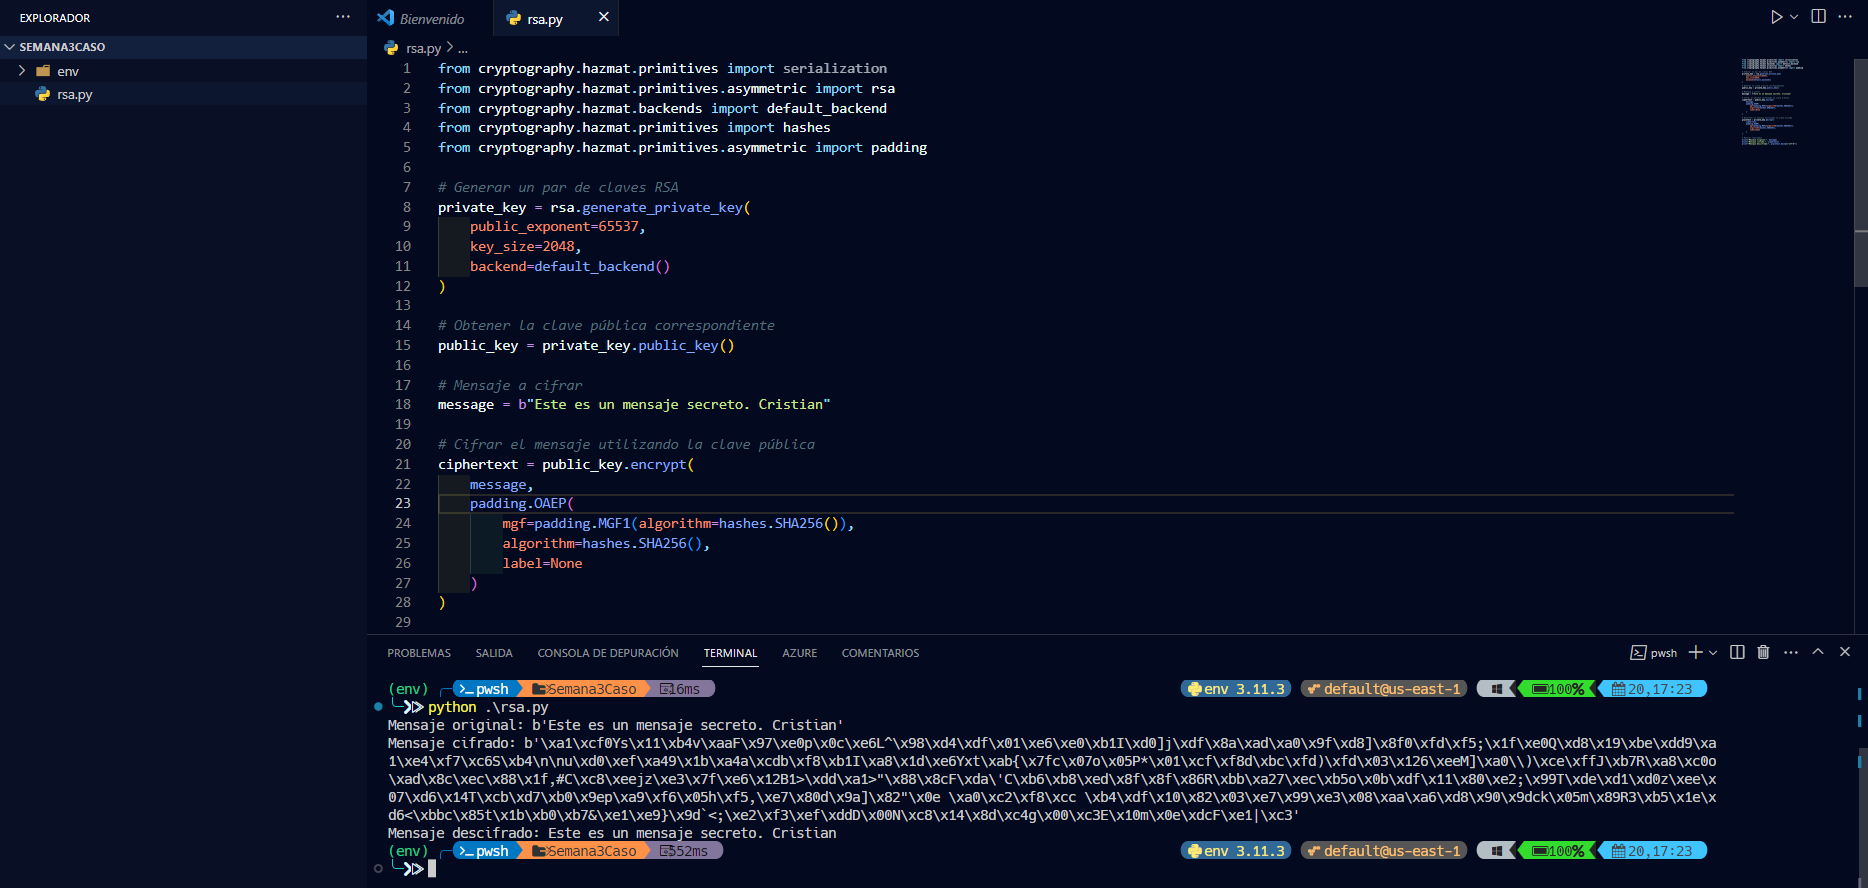 EXPLORADOR
SEMANA3CASO
env
rsa.py
Bienvenido
rsa.py
rsa.py > ...
1 from cryptography.hazmat.primitives import serialization
2 from cryptography.hazmat.primitives.asymmetric import rsa
3 from cryptography.hazmat.backends import default_backend
4 from cryptography.hazmat.primitives import hashes
5 from cryptography.hazmat.primitives.asymmetric import padding
6
7 # Generar un par de claves RSA
8 private_key = rsa.generate_private_key(
9 public_exponent=65537,
10 key_size=2048,
11 backend=default_backend()
12 )
13
14 # Obtener la clave pública correspondiente
15 public_key = private_key.public_key()
16
17 # Mensaje a cifrar
18 message = b"Este es un mensaje secreto. Cristian"
19
20 # Cifrar el mensaje utilizando la clave pública
21 ciphertext = public_key.encrypt(
22 message,
23 padding.OAEP(
24 mgf=padding.MGF1(algorithm=hashes.SHA256()),
25 algorithm=hashes.SHA256(),
26 label=None
27 )
28 )
29
PROBLEMAS SALIDA CONSOLA DE DEPURACIÓN TERMINAL AZURE COMENTARIOS pwsh
(env) pwsh Semana3Caso 16ms env 3.11.3 default@us-east-1 100% 20,17:23
python .\rsa.py
Mensaje original: b'Este es un mensaje secreto. Cristian'
Mensaje cifrado: b'\xa1\xcf0Ys\x11\xb4v\xaaF\x97\xe0p\x0c\xe6L^\x98\xd4\xdf\x01\xe6\xe0\xb1I\xd0]j\xdf\x8a\xad\xa0\x9f\xd8]\x8f0\xfd\xf5;\x1f\xe0Q\xd8\x19\xbe\xdd9\xa
1\xe4\xf7\xc6S\xb4\n\nu\xd0\xef\xa49\x1b\xa4a\xcdb\xf8\xb1I\xa8\x1d\xe6Yxt\xab{\x7fc\x07o\x05P*\x01\xcf\xf8d\xbc\xfd)\xfd\x03\x126\xeeM]\xa0\\)\xce\xffJ\xb7R\xa8\xc0o
\xad\x8c\xec\x88\x1f,#C\xc8\xeejz\xe3\x7f\xe6\x12B1>\xdd\xa1>"\x88\x8cF\xda\'C\xb6\xb8\xed\x8f\x8f\x86R\xbb\xa27\xec\xb5o\x0b\xdf\x11\x80\xe2;\x99T\xde\xd1\xd0z\xee\x
07\xd6\x14T\xcb\xd7\xb0\x9ep\xa9\xf6\x05h\xf5,\xe7\x80d\x9a]\x82"\x0e \xa0\xc2\xf8\xcc \xb4\xdf\x10\x82\x03\xe7\x99\xe3\x08\xaa\xa6\xd8\x90\x9dck\x05m\x89R3\xb5\x1e\x
d6<\xbbc\x85t\x1b\xb0\xb7&\xe1\xe9}\x9d`<;\xe2\xf3\xef\xddD\x00N\xc8\x14\x8d\xc4g\x00\xc3E\x10m\x0e\xdcF\xe1|\xc3'
Mensaje descifrado: Este es un mensaje secreto. Cristian
(env) pwsh Semana3Caso 552ms env 3.11.3 default@us-east-1 100% 20,17:23